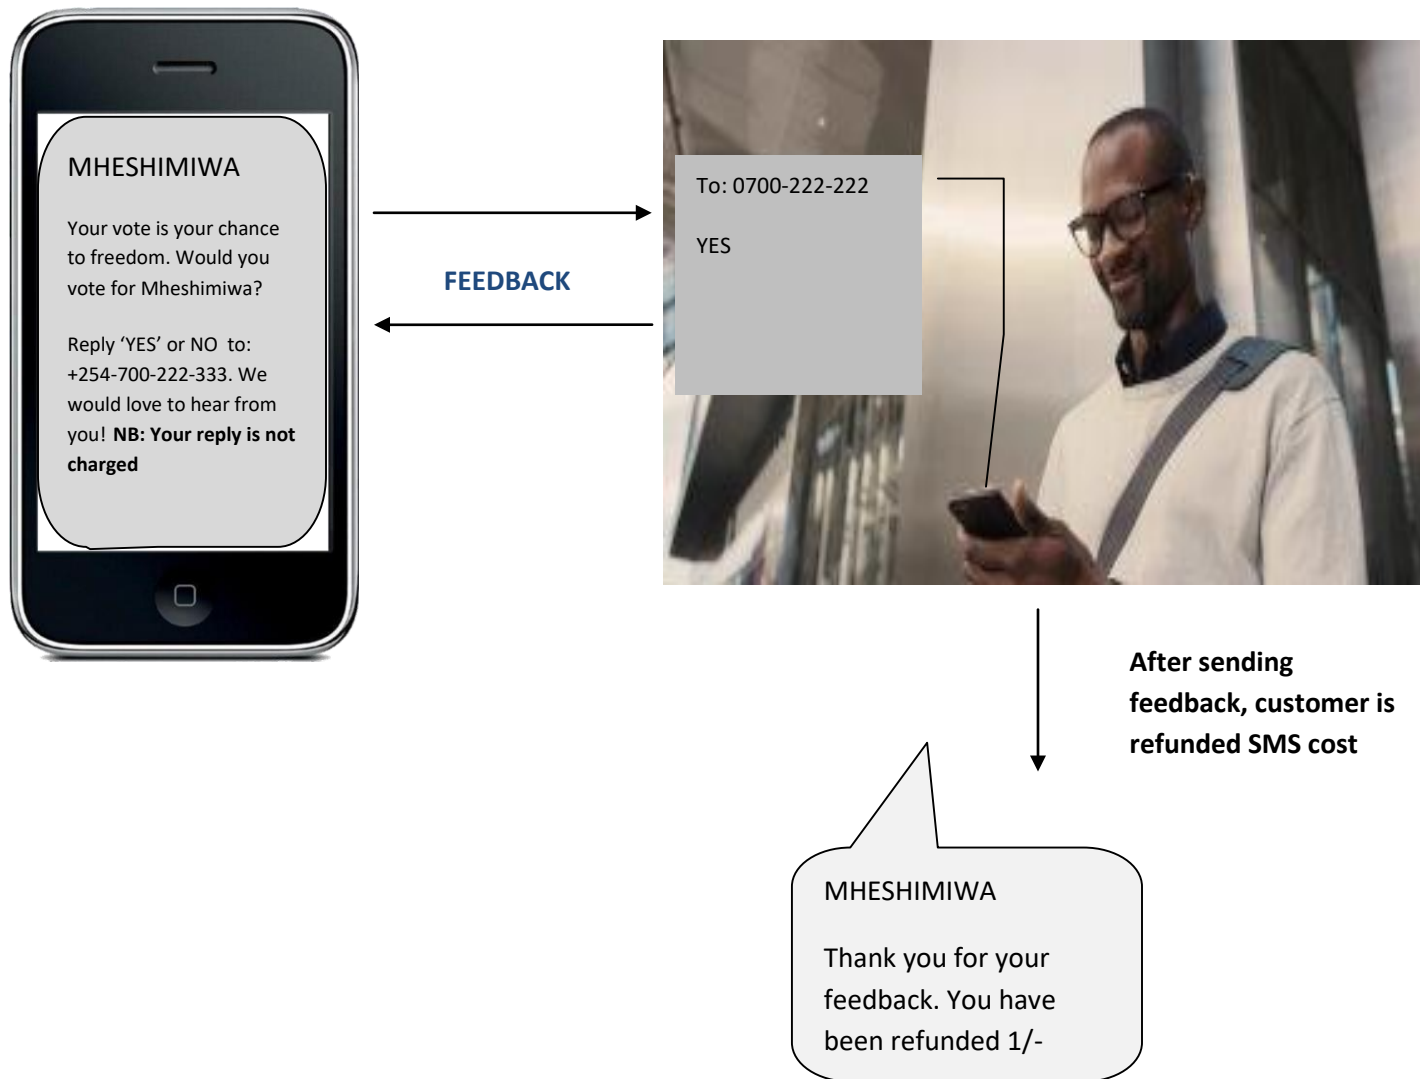 MHESHIMIWA
Your vote is your chance
to freedom. Would you
vote for Mheshimiwa?
Reply ‘YES’ or NO  to:
+254-700-222-333. We
would love to hear from
you! NB: Your reply is not
charged
FEEDBACK
To: 0700-222-222
YES
After sending
feedback, customer is
refunded SMS cost
MHESHIMIWA
Thank you for your
feedback. You have
been refunded 1/-